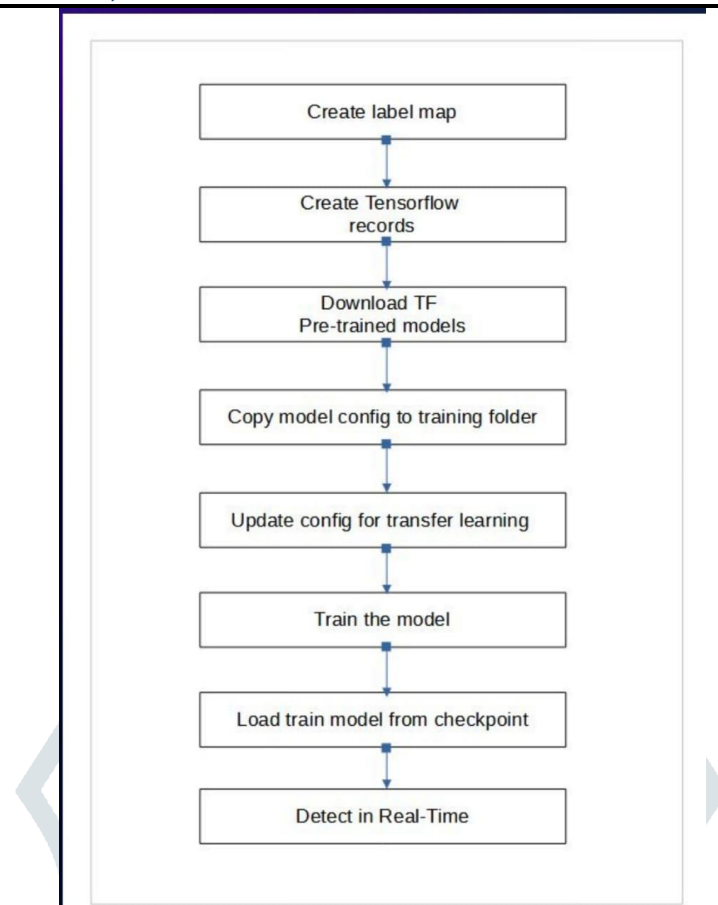 Create label map
Create Tensorflow
records
Download TF
Pre-trained models
Copy model config to training folder
Update config for transfer learning
Train the model
Load train model from checkpoint
Detect in Real-Time